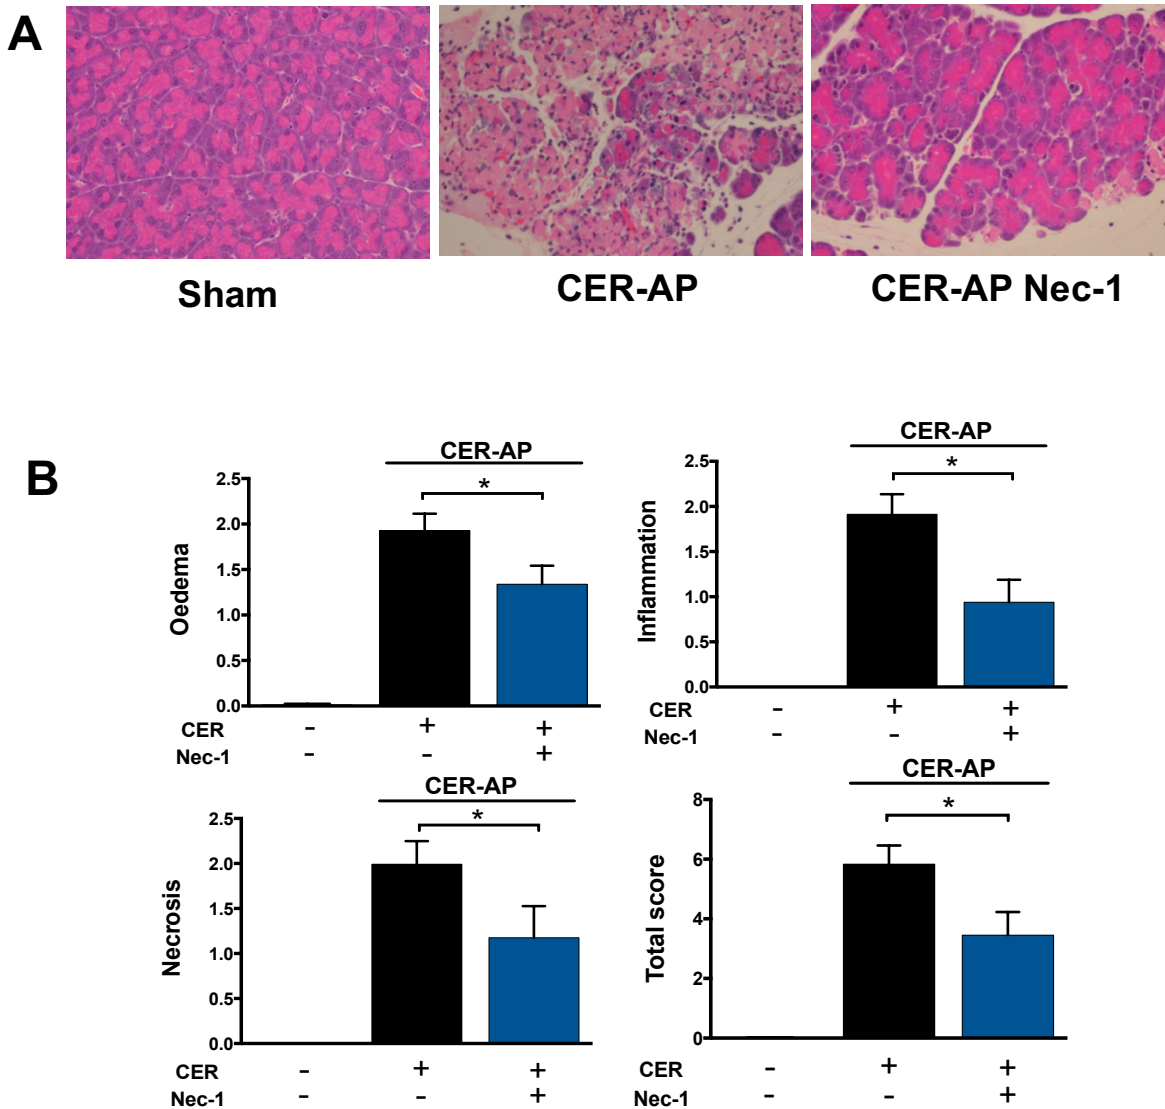 A
Sham
CER-AP
CER-AP Nec-1
B
CER-AP
*
Oedema
2.5
2.0
1.5
1.0
0.5
0.0
CER - + +
Nec-1 - - +
CER-AP
*
Inflammation
2.5
2.0
1.5
1.0
0.5
0.0
CER - + +
Nec-1 - - +
CER-AP
*
Necrosis
2.5
2.0
1.5
1.0
0.5
0.0
CER - + +
Nec-1 - - +
CER-AP
*
Total score
8
6
4
2
0
CER - + +
Nec-1 - - +